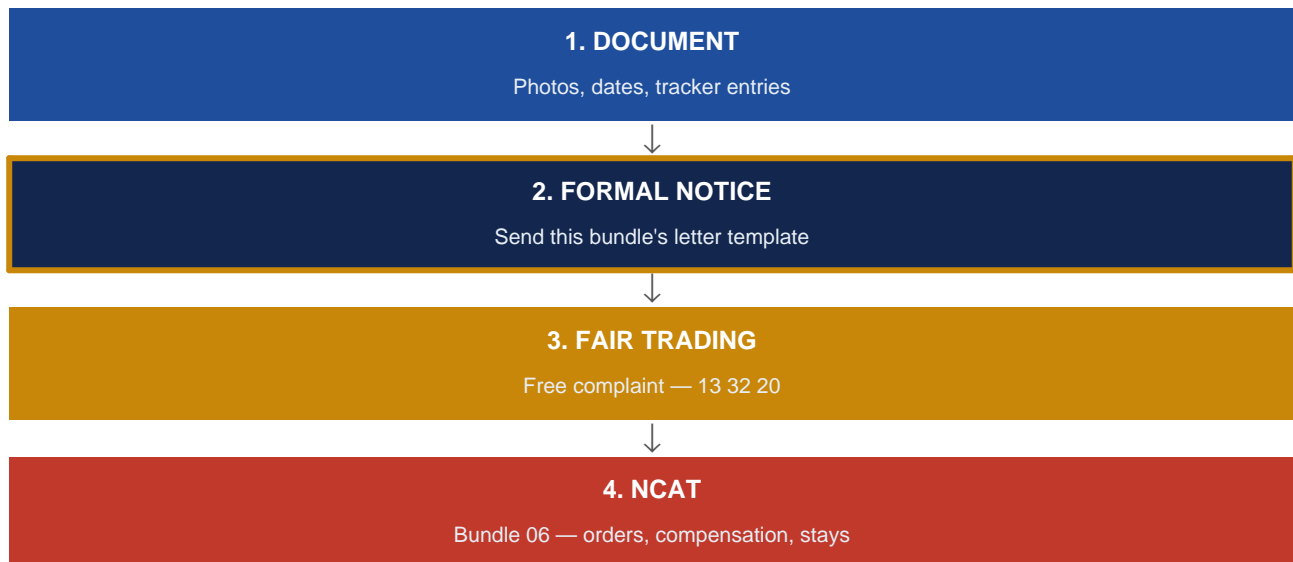 1. DOCUMENT
Photos, dates, tracker entries
2. FORMAL NOTICE
Send this bundle's letter template
3. FAIR TRADING
Free complaint — 13 32 20
4. NCAT
Bundle 06 — orders, compensation, stays